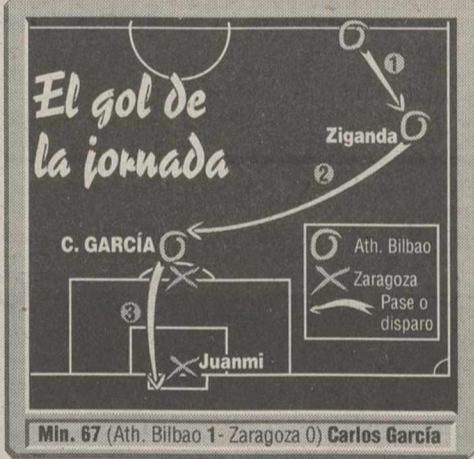 El gol de
la jornada
1
Ziganda
2
C. GARCÍA
Ath. Bilbao
Zaragoza
Pase o
disparo
3
Juanmi
Min. 67 (Ath. Bilbao 1- Zaragoza 0) Carlos García